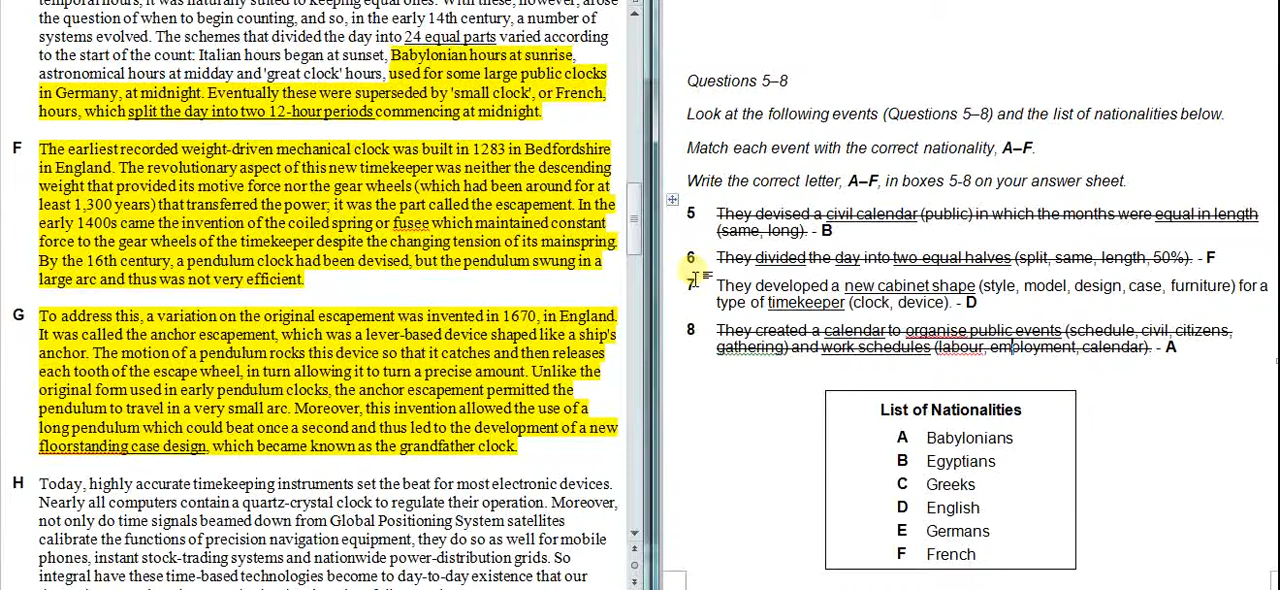 temporal hours, it was naturally suited to keeping equal ones. With these, however, arose
the question of when to begin counting, and so, in the early 14th century, a number of
systems evolved. The schemes that divided the day into 24 equal parts varied according
to the start of the count: Italian hours began at sunset, Babylonian hours at sunrise,
astronomical hours at midday and 'great clock' hours, used for some large public clocks
in Germany, at midnight. Eventually these were superseded by 'small clock', or French,
hours, which split the day into two 12-hour periods commencing at midnight.
F The earliest recorded weight-driven mechanical clock was built in 1283 in Bedfordshire
in England. The revolutionary aspect of this new timekeeper was neither the descending
weight that provided its motive force nor the gear wheels (which had been around for at
least 1,300 years) that transferred the power; it was the part called the escapement. In the
early 1400s came the invention of the coiled spring or fusee which maintained constant
force to the gear wheels of the timekeeper despite the changing tension of its mainspring.
By the 16th century, a pendulum clock had been devised, but the pendulum swung in a
large arc and thus was not very efficient.
G To address this, a variation on the original escapement was invented in 1670, in England.
It was called the anchor escapement, which was a lever-based device shaped like a ship's
anchor. The motion of a pendulum rocks this device so that it catches and then releases
each tooth of the escape wheel, in turn allowing it to turn a precise amount. Unlike the
original form used in early pendulum clocks, the anchor escapement permitted the
pendulum to travel in a very small arc. Moreover, this invention allowed the use of a
long pendulum which could beat once a second and thus led to the development of a new
floorstanding case design, which became known as the grandfather clock.
H Today, highly accurate timekeeping instruments set the beat for most electronic devices.
Nearly all computers contain a quartz-crystal clock to regulate their operation. Moreover,
not only do time signals beamed down from Global Positioning System satellites
calibrate the functions of precision navigation equipment, they do so as well for mobile
phones, instant stock-trading systems and nationwide power-distribution grids. So
integral have these time-based technologies become to day-to-day existence that our
Questions 5–8
Look at the following events (Questions 5–8) and the list of nationalities below.
Match each event with the correct nationality, A–F.
Write the correct letter, A–F, in boxes 5-8 on your answer sheet.
5 They devised a civil calendar (public) in which the months were equal in length
(same, long). - B
6 They divided the day into two equal halves (split, same, length, 50%). - F
7 They developed a new cabinet shape (style, model, design, case, furniture) for a
type of timekeeper (clock, device). - D
8 They created a calendar to organise public events (schedule, civil, citizens,
gathering) and work schedules (labour, employment, calendar). - A
List of Nationalities
A Babylonians
B Egyptians
C Greeks
D English
E Germans
F French